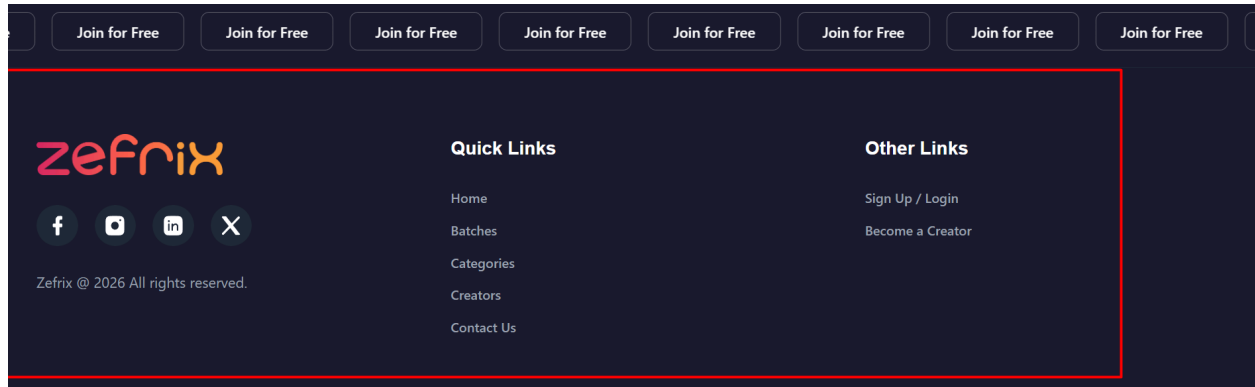 Join for Free Join for Free Join for Free Join for Free Join for Free Join for Free Join for Free Join for Free
zefrix
Zefrix @ 2026 All rights reserved.
Quick Links
Home
Batches
Categories
Creators
Contact Us
Other Links
Sign Up / Login
Become a Creator